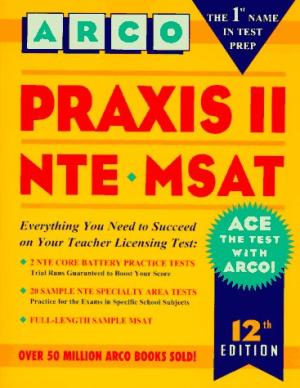 ARCO
THE 1st NAME
IN TEST
PREP
PRAXIS II
NTE • MSAT
Everything You Need to Succeed
on Your Teacher Licensing Test:
2 NTE CORE BATTERY PRACTICE TESTS
Trial Runs Guaranteed to Boost Your Score
20 SAMPLE NTE SPECIALTY AREA TESTS
Practice for the Exams in Specific School Subjects
FULL-LENGTH SAMPLE MSAT
ACE
THE TEST
WITH
ARCO!
OVER 50 MILLION ARCO BOOKS SOLD!
12th
EDITION